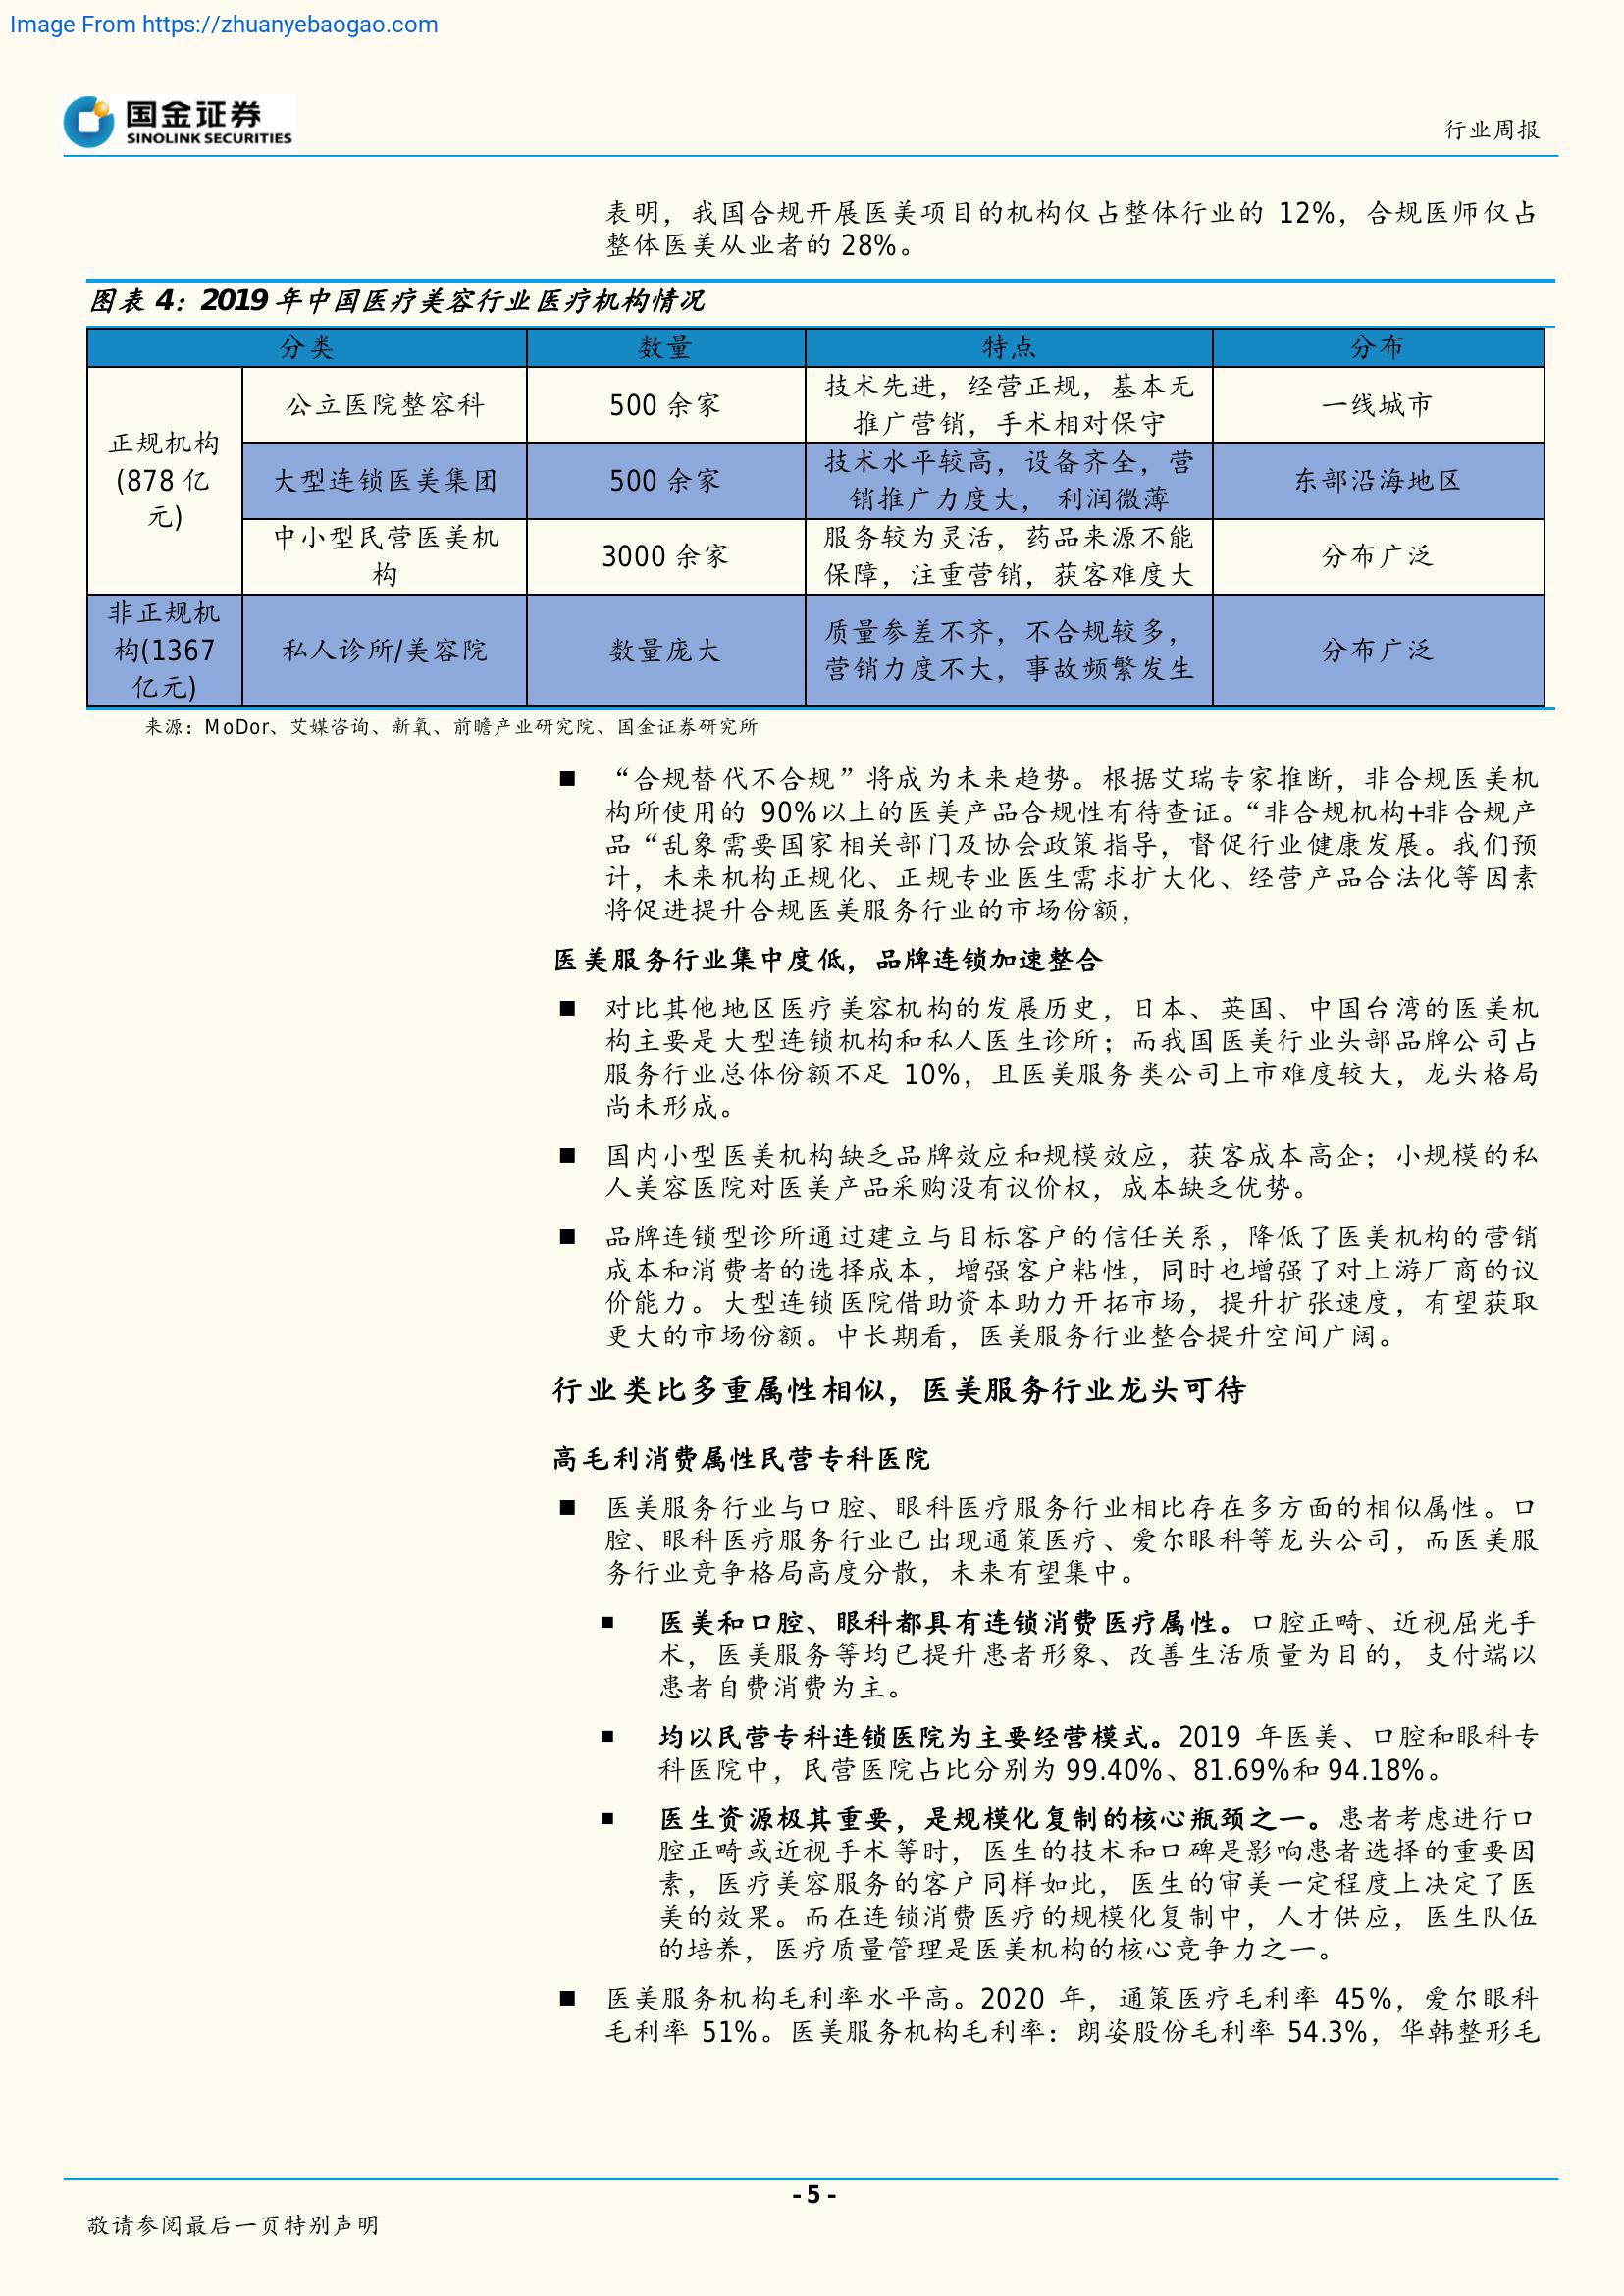 Image From https://zhuanyebaogao.com
国金证券
SINOLINK SECURITIES
行业周报
表明，我国合规开展医美项目的机构仅占整体行业的 12%，合规医师仅占
整体医美从业者的 28%。
图表 4：2019 年中国医疗美容行业医疗机构情况
分类 数量 特点 分布
正规机构
(878 亿
元)
公立医院整容科 500 余家 技术先进，经营正规，基本无
推广营销，手术相对保守 一线城市
大型连锁医美集团 500 余家 技术水平较高，设备齐全，营
销推广力度大， 利润微薄 东部沿海地区
中小型民营医美机
构 3000 余家 服务较为灵活，药品来源不能
保障，注重营销，获客难度大 分布广泛
非正规机
构(1367
亿元)
私人诊所/美容院 数量庞大 质量参差不齐，不合规较多，
营销力度不大，事故频繁发生 分布广泛
来源：MoDor、艾媒咨询、新氧、前瞻产业研究院、国金证券研究所
■ “合规替代不合规”将成为未来趋势。根据艾瑞专家推断，非合规医美机
构所使用的 90%以上的医美产品合规性有待查证。“非合规机构+非合规产
品“乱象需要国家相关部门及协会政策指导，督促行业健康发展。我们预
计，未来机构正规化、正规专业医生需求扩大化、经营产品合法化等因素
将促进提升合规医美服务行业的市场份额，
医美服务行业集中度低，品牌连锁加速整合
■ 对比其他地区医疗美容机构的发展历史，日本、英国、中国台湾的医美机
构主要是大型连锁机构和私人医生诊所；而我国医美行业头部品牌公司占
服务行业总体份额不足 10%，且医美服务类公司上市难度较大，龙头格局
尚未形成。
■ 国内小型医美机构缺乏品牌效应和规模效应，获客成本高企；小规模的私
人美容医院对医美产品采购没有议价权，成本缺乏优势。
■ 品牌连锁型诊所通过建立与目标客户的信任关系，降低了医美机构的营销
成本和消费者的选择成本，增强客户粘性，同时也增强了对上游厂商的议
价能力。大型连锁医院借助资本助力开拓市场，提升扩张速度，有望获取
更大的市场份额。中长期看，医美服务行业整合提升空间广阔。
行业类比多重属性相似，医美服务行业龙头可待
高毛利消费属性民营专科医院
■ 医美服务行业与口腔、眼科医疗服务行业相比存在多方面的相似属性。口
腔、眼科医疗服务行业已出现通策医疗、爱尔眼科等龙头公司，而医美服
务行业竞争格局高度分散，未来有望集中。
■ 医美和口腔、眼科都具有连锁消费医疗属性。口腔正畸、近视屈光手
术，医美服务等均已提升患者形象、改善生活质量为目的，支付端以
患者自费消费为主。
■ 均以民营专科连锁医院为主要经营模式。2019 年医美、口腔和眼科专
科医院中，民营医院占比分别为 99.40%、81.69%和 94.18%。
■ 医生资源极其重要，是规模化复制的核心瓶颈之一。患者考虑进行口
腔正畸或近视手术等时，医生的技术和口碑是影响患者选择的重要因
素，医疗美容服务的客户同样如此，医生的审美一定程度上决定了医
美的效果。而在连锁消费医疗的规模化复制中，人才供应，医生队伍
的培养，医疗质量管理是医美机构的核心竞争力之一。
■ 医美服务机构毛利率水平高。2020 年，通策医疗毛利率 45%，爱尔眼科
毛利率 51%。医美服务机构毛利率：朗姿股份毛利率 54.3%，华韩整形毛
- 5 -
敬请参阅最后一页特别声明